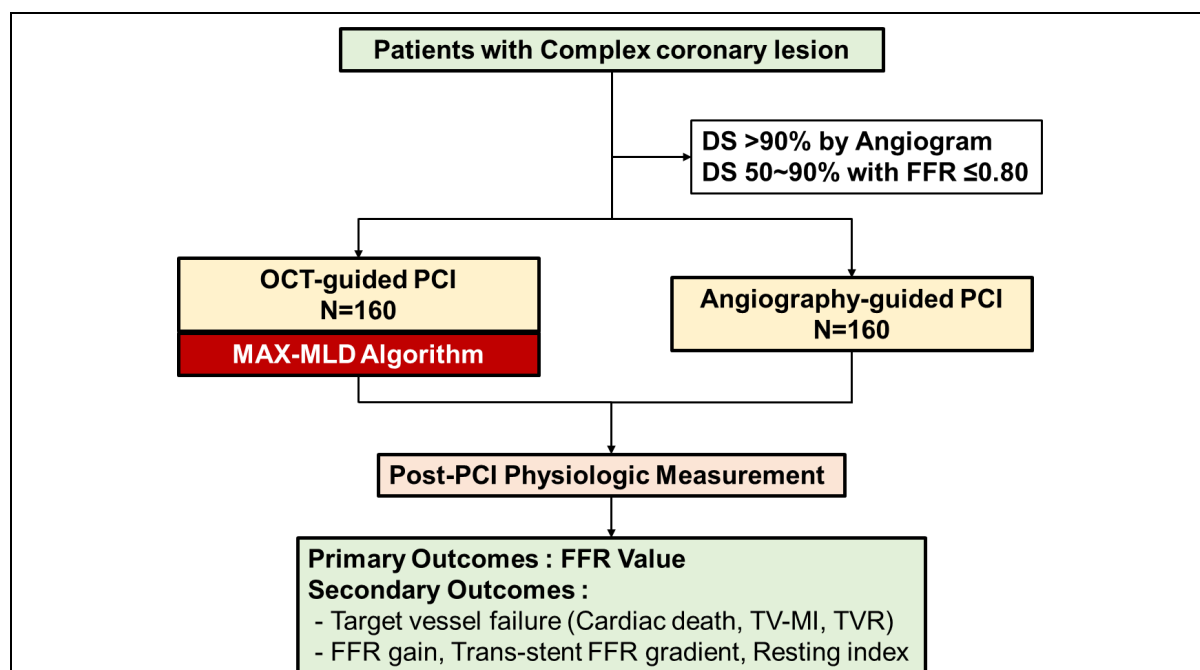 Patients with Complex coronary lesion
DS >90% by Angiogram
DS 50~90% with FFR ≤0.80
OCT-guided PCI
N=160
MAX-MLD Algorithm
Angiography-guided PCI
N=160
Post-PCI Physiologic Measurement
Primary Outcomes : FFR Value
Secondary Outcomes :
- Target vessel failure (Cardiac death, TV-MI, TVR)
- FFR gain, Trans-stent FFR gradient, Resting index